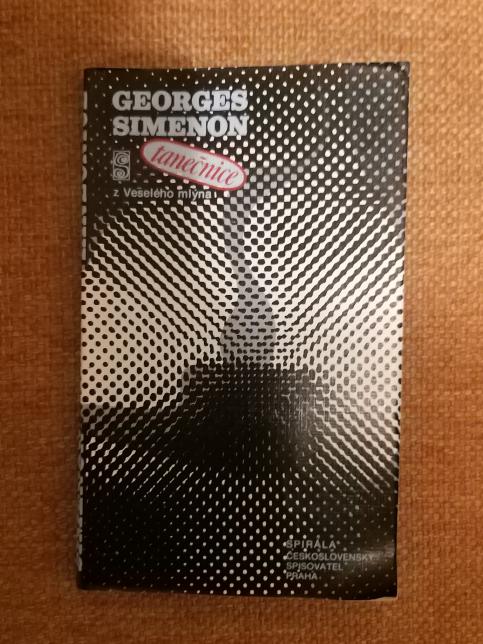 GEORGES
SIMENON
tanečnice
z Veselého mlýna
SPIRÁLA
ČESKOSLOVENSKÝ
SPISOVATEL
PRAHA